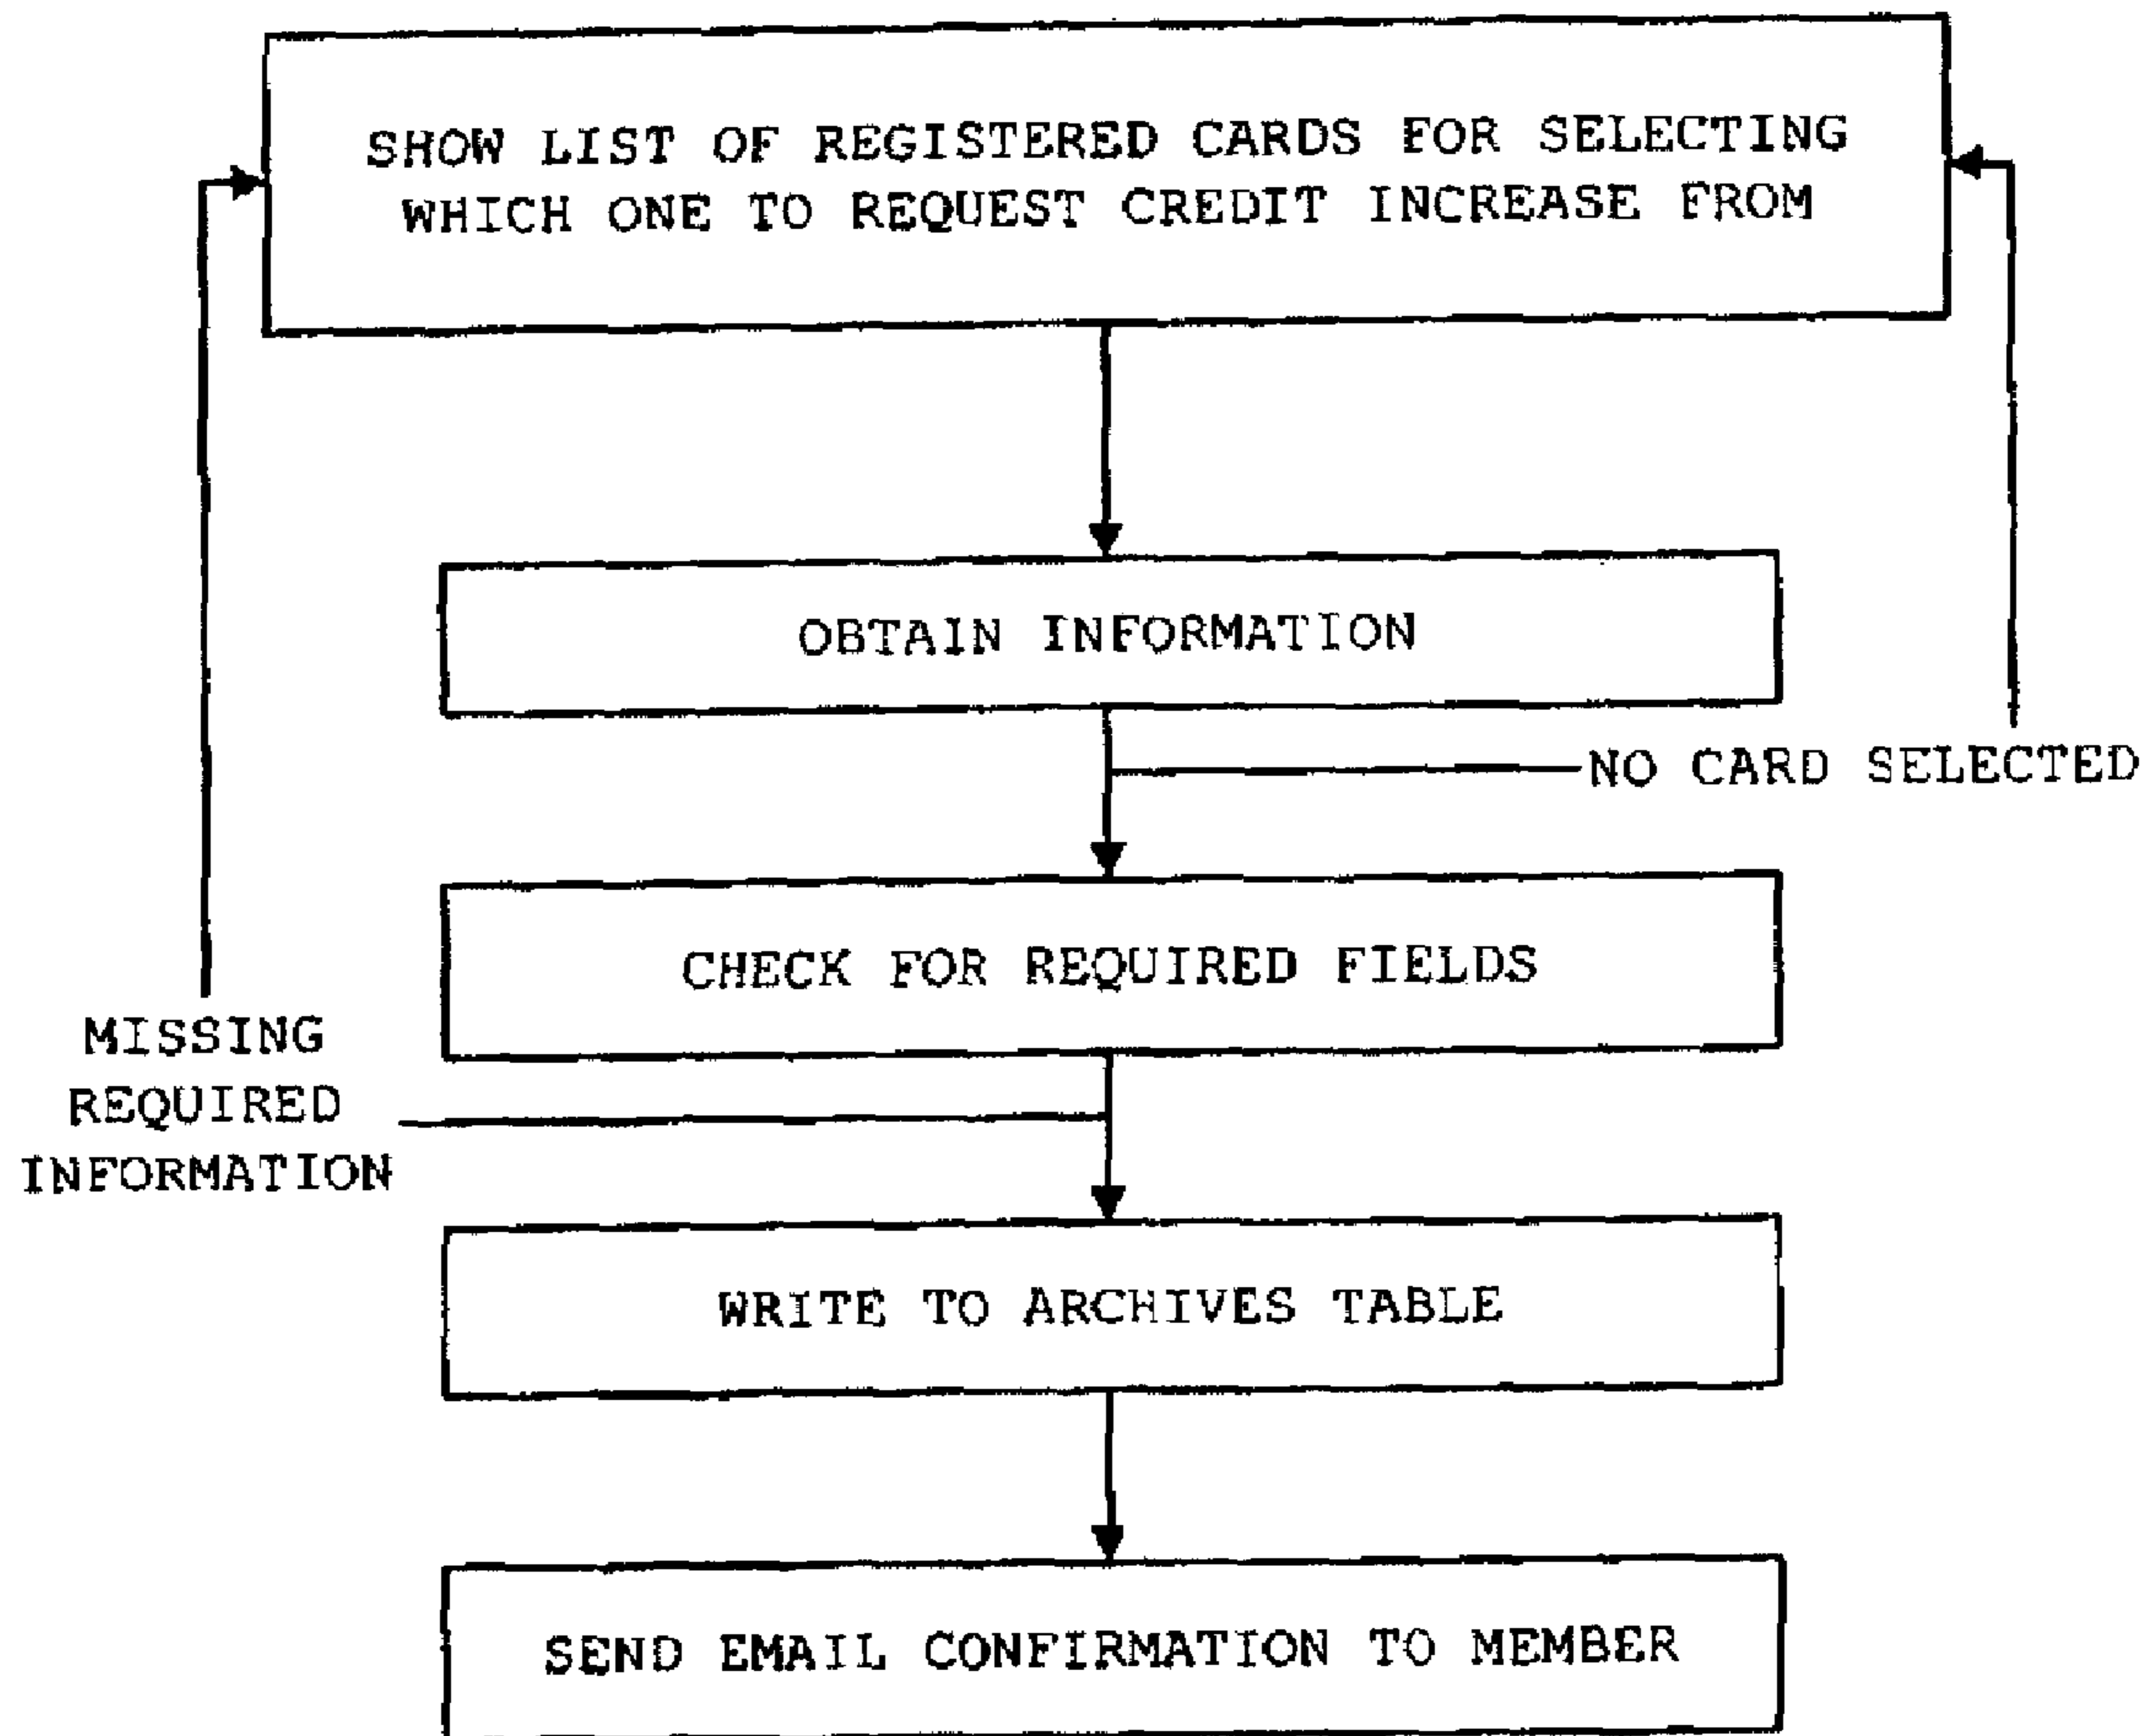 SHOW LIST OF REGISTERED CARDS FOR SELECTING
WHICH ONE TO REQUEST CREDIT INCREASE FROM
OBTAIN INFORMATION
NO CARD SELECTED
CHECK FOR REQUIRED FIELDS
MISSING
REQUIRED
INFORMATION
WRITE TO ARCHIVES TABLE
SEND EMAIL CONFIRMATION TO MEMBER